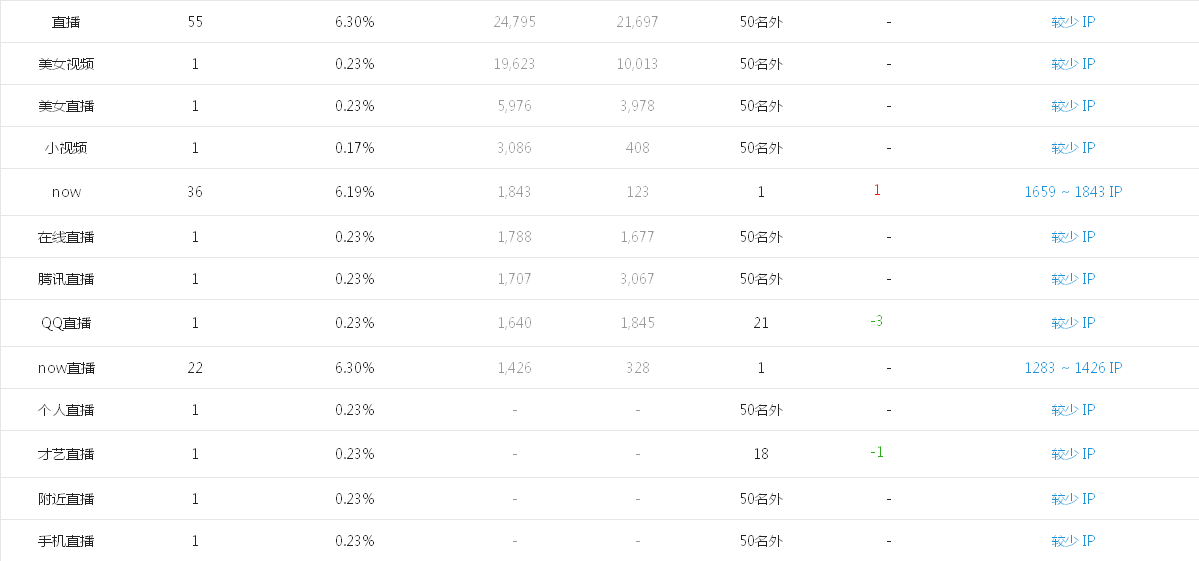 直播 55 6.30% 24,795 21,697 50名外 - 较少 IP
美女视频 1 0.23% 19,623 10,013 50名外 - 较少 IP
美女直播 1 0.23% 5,976 3,978 50名外 - 较少 IP
小视频 1 0.17% 3,086 408 50名外 - 较少 IP
now 36 6.19% 1,843 123 1 1 1659 ~ 1843 IP
在线直播 1 0.23% 1,788 1,677 50名外 - 较少 IP
腾讯直播 1 0.23% 1,707 3,067 50名外 - 较少 IP
QQ直播 1 0.23% 1,640 1,845 21 -3 较少 IP
now直播 22 6.30% 1,426 328 1 - 1283 ~ 1426 IP
个人直播 1 0.23% - - 50名外 - 较少 IP
才艺直播 1 0.23% - - 18 -1 较少 IP
附近直播 1 0.23% - - 50名外 - 较少 IP
手机直播 1 0.23% - - 50名外 - 较少 IP